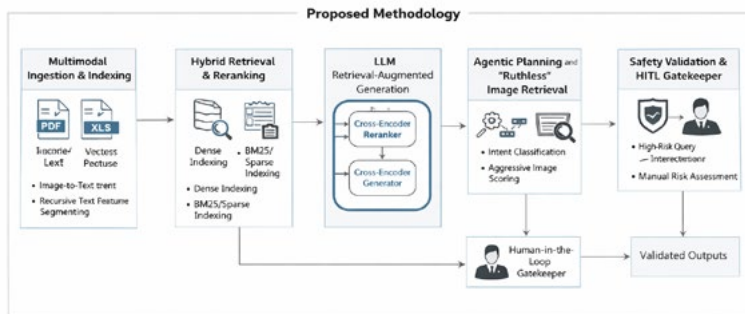 Proposed Methodology
Multimodal
Ingestion & Indexing
PDF
XLS
• Image-to-Text trent
• Recursive Text Feature
Segmenting
Hybrid Retrieval
& Reranking
Dense
Indexing
BM25/
Sparse
Indexing
• Dense Indexing
• BM25/Sparse
Indexing
LLM
Retrieval-Augmented
Generation
Cross-Encoder
Reranker
Cross-Encoder
Generator
Agentic Planning and
"Ruthless"
Image Retrieval
• Intent Classification
• Aggressive Image
Scoring
Safety Validation &
HITL Gatekeeper
• High-Risk Query
• Manual Risk Assessment
Human-in-the-
Loop
Gatekeeper
Validated Outputs